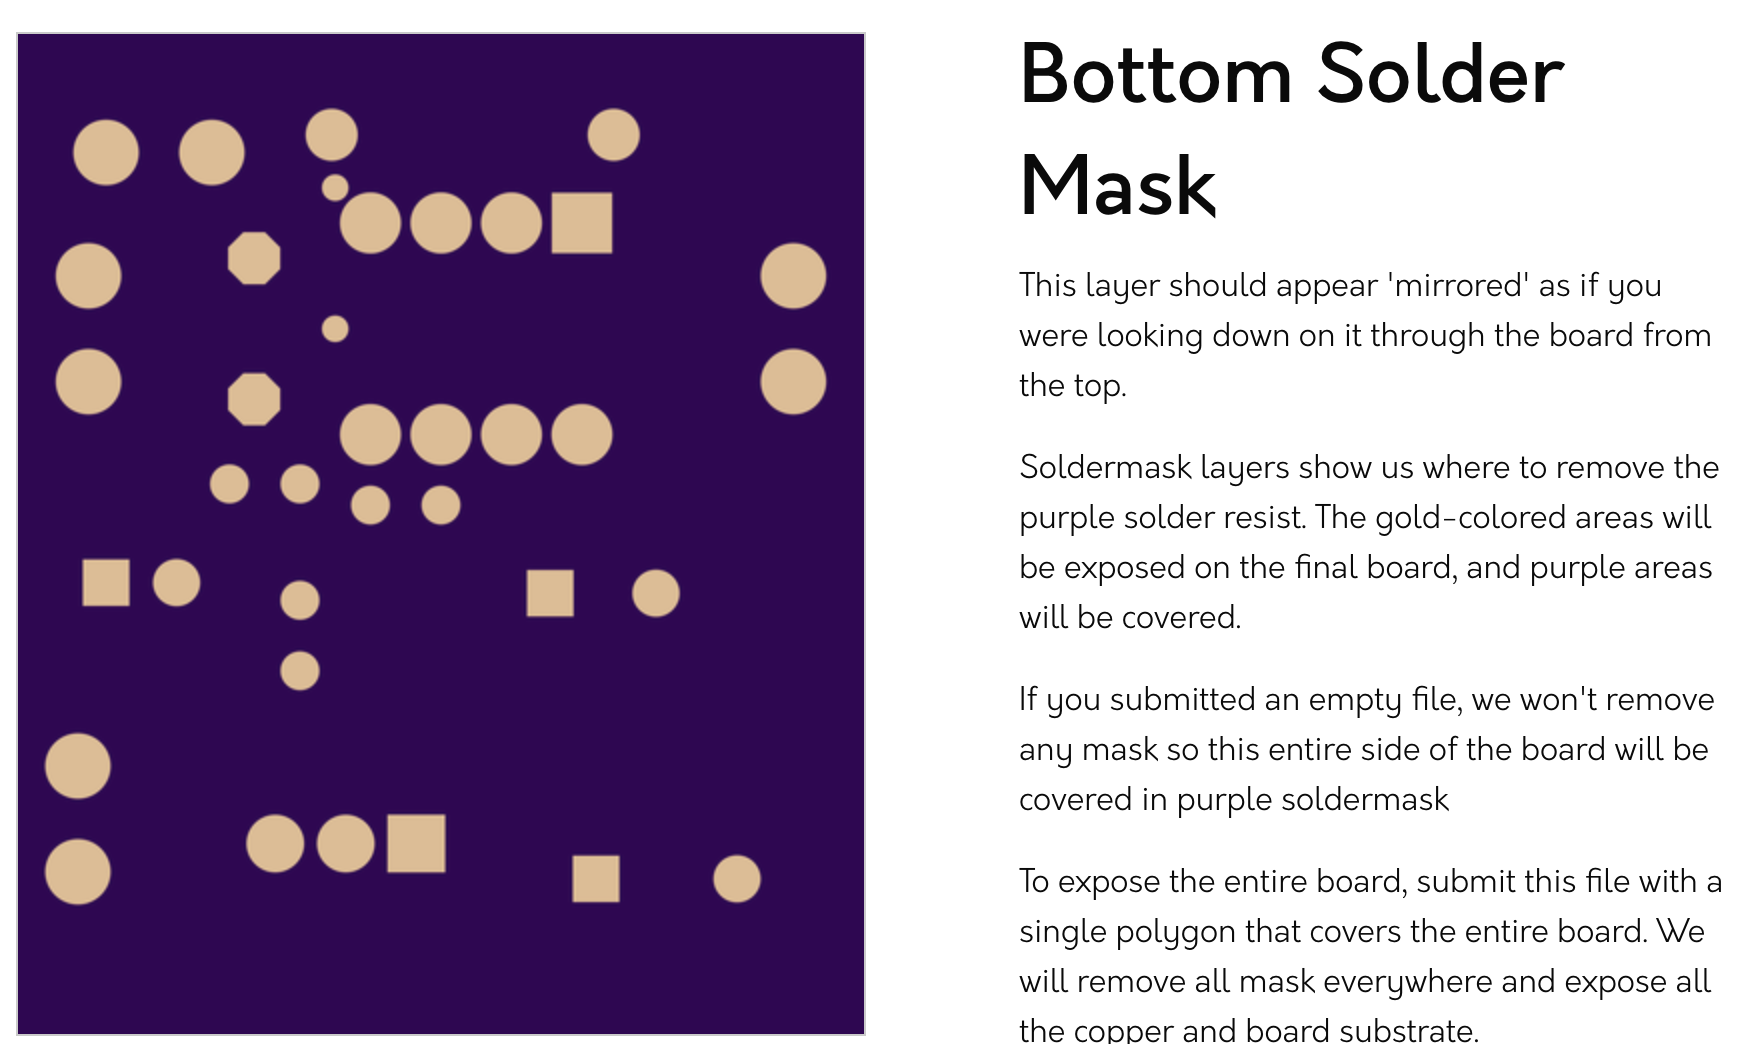 Bottom Solder
Mask
This layer should appear 'mirrored' as if you
were looking down on it through the board from
the top.
Soldermask layers show us where to remove the
purple solder resist. The gold-colored areas will
be exposed on the final board, and purple areas
will be covered.
If you submitted an empty file, we won't remove
any mask so this entire side of the board will be
covered in purple soldermask
To expose the entire board, submit this file with a
single polygon that covers the entire board. We
will remove all mask everywhere and expose all
the copper and board substrate.